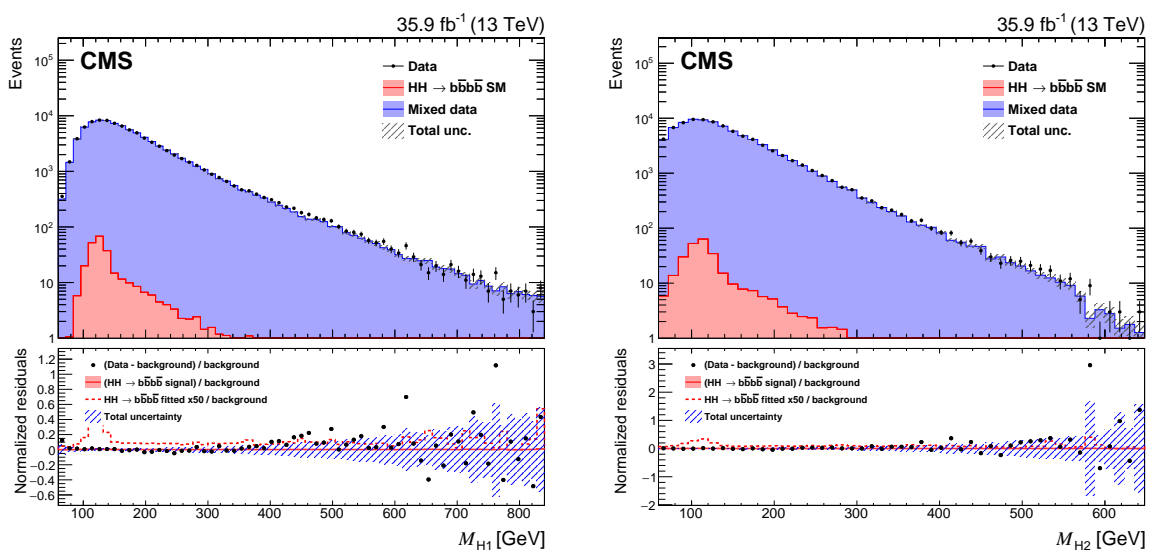 35.9 fb⁻¹ (13 TeV)
CMS
Events
10⁵
10⁴
10³
10²
10
1
Data
HH → bb̅bb̅ SM
Mixed data
Total unc.
Normalized residuals
1.2
1
0.8
0.6
0.4
0.2
0
−0.2
−0.4
−0.6
(Data - background) / background
(HH → bb̅bb̅ signal) / background
HH → bb̅bb̅ fitted x50 / background
Total uncertainty
100 200 300 400 500 600 700 800
M_H1 [GeV]
35.9 fb⁻¹ (13 TeV)
CMS
Events
10⁵
10⁴
10³
10²
10
1
Data
HH → bb̅bb̅ SM
Mixed data
Total unc.
Normalized residuals
3
2
1
0
−1
−2
(Data - background) / background
(HH → bb̅bb̅ signal) / background
HH → bb̅bb̅ fitted x50 / background
Total uncertainty
100 200 300 400 500 600
M_H2 [GeV]